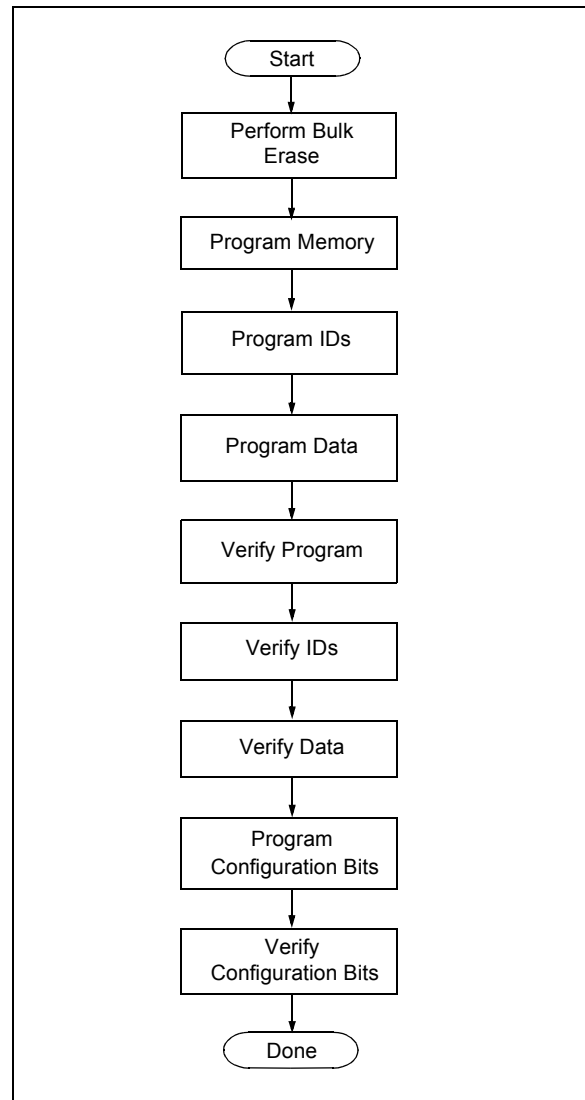 Start
Perform Bulk
Erase
Program Memory
Program IDs
Program Data
Verify Program
Verify IDs
Verify Data
Program
Configuration Bits
Verify
Configuration Bits
Done